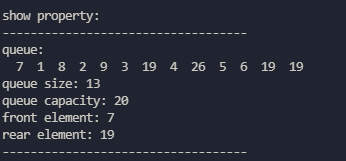 show property:
----------------------------------
queue:
  7  1  8  2  9  3  19  4  26  5  6  19  19
queue size: 13
queue capacity: 20
front element: 7
rear element: 19
----------------------------------